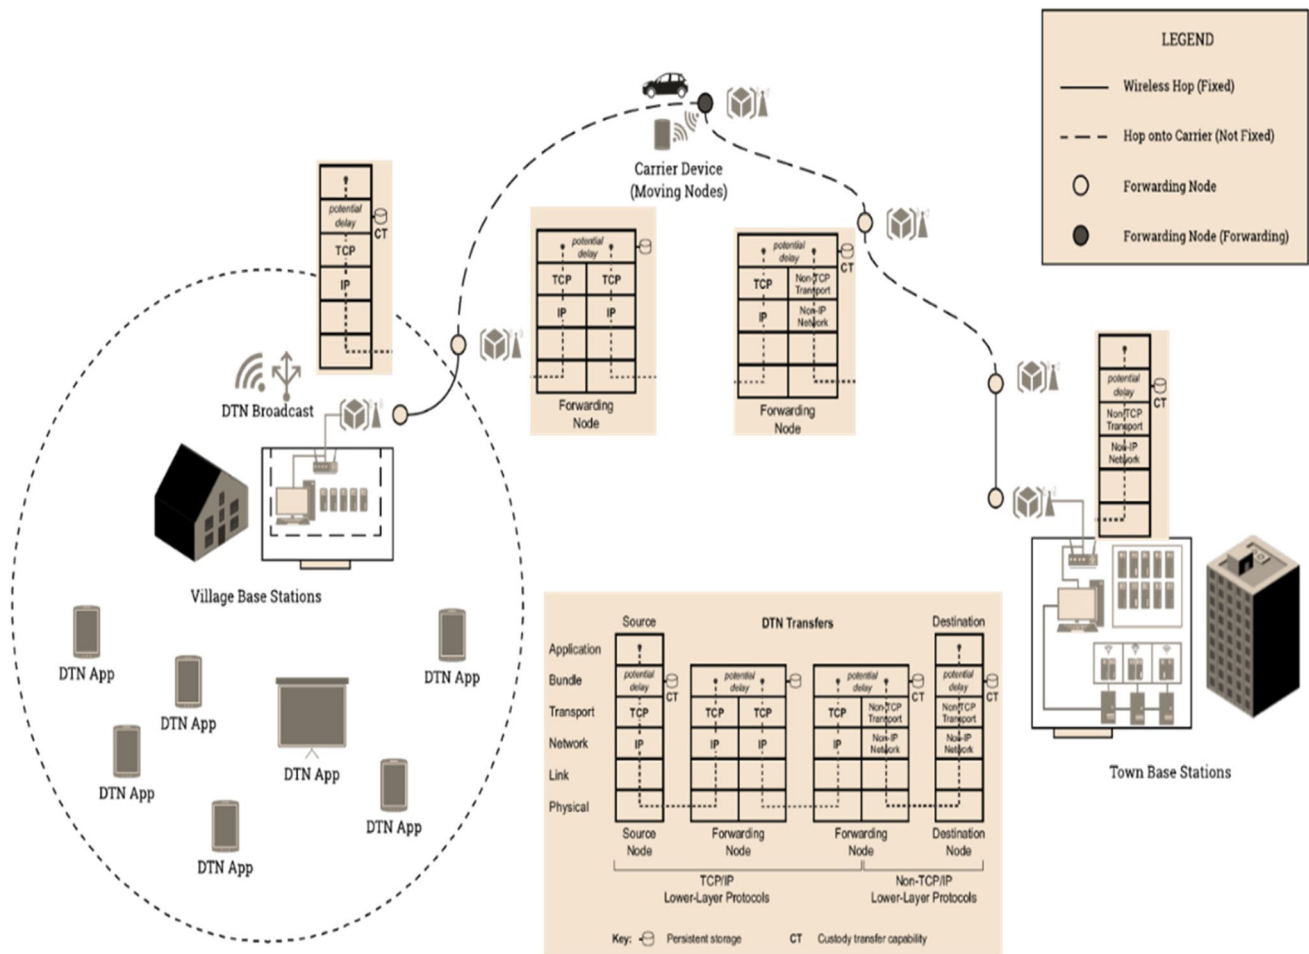 LEGEND
Wireless Hop (Fixed)
Hop onto Carrier (Not Fixed)
Forwarding Node
Forwarding Node (Forwarding)
Carrier Device
(Moving Nodes)
potential
delay
CT
TCP
IP
DTN Broadcast
Village Base Stations
DTN App
DTN App
DTN App
DTN App
DTN App
DTN App
DTN App
potential
delay
TCP TCP
IP IP
Forwarding
Node
potential
delay
CT
TCP Non-TCP
Transport
IP Non-IP
Network
Forwarding
Node
potential
delay
CT
Non-TCP
Transport
Non-IP
Network
Town Base Stations
Source DTN Transfers Destination
Application
Bundle potential potential potential potential
delay delay delay delay
CT CT CT
Transport TCP TCP TCP TCP Non-TCP Non-TCP
Transport Transport
Network IP IP IP IP Non-IP Non-IP
Network Network
Link
Physical
Source Forwarding Forwarding Destination
Node Node Node Node
TCP/IP Non-TCP/IP
Lower-Layer Protocols Lower-Layer Protocols
Key: Persistent storage CT Custody transfer capability